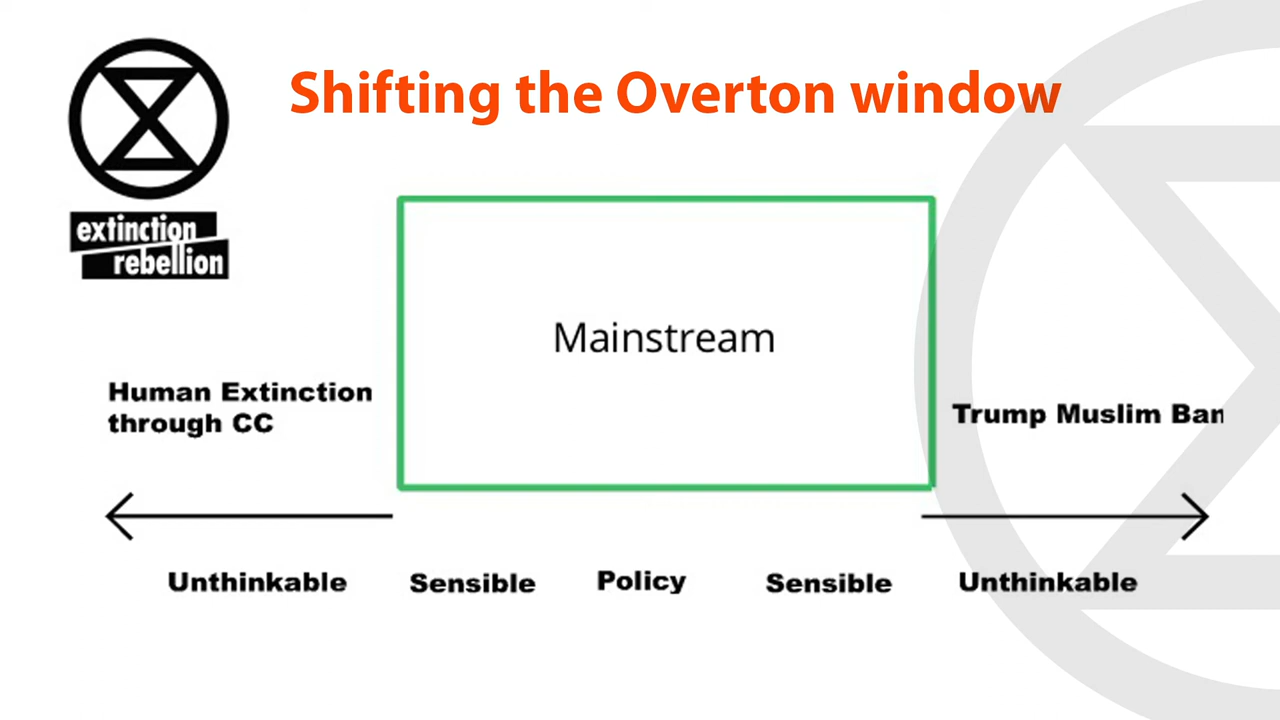 Shifting the Overton window
extinction
rebellion
Mainstream
Human Extinction
through CC
Trump Muslim Ban
Unthinkable Sensible Policy Sensible Unthinkable